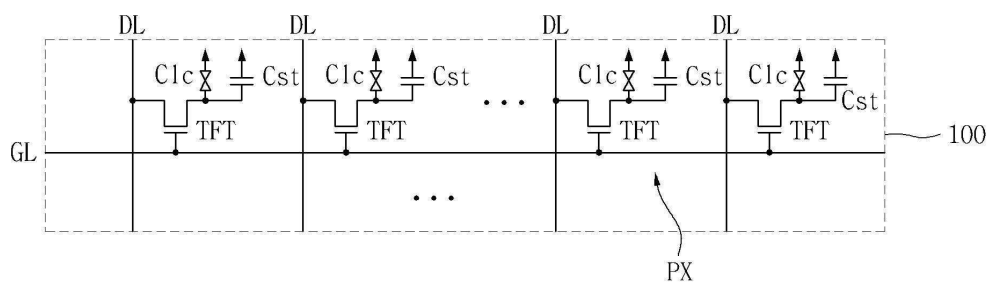 DL DL DL DL
Clc Cst Clc Cst Clc Cst Clc Cst
TFT TFT ... TFT TFT
GL 100
...
PX